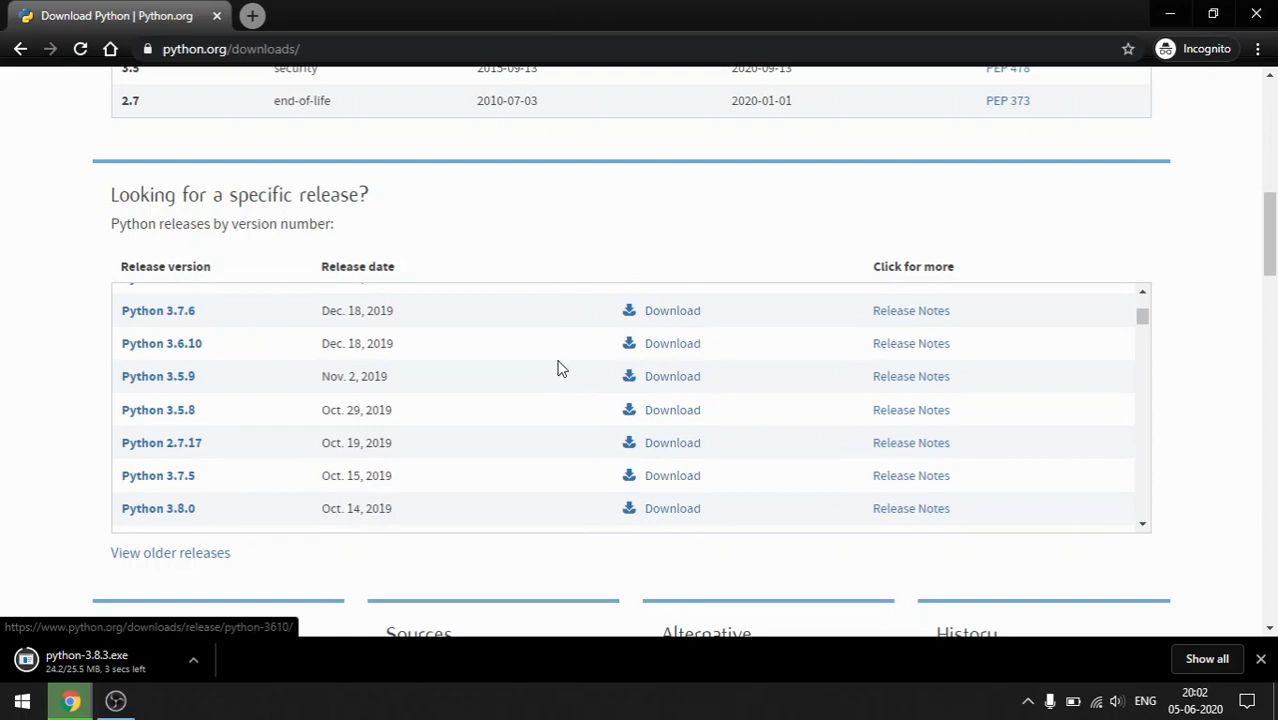 Download Python | Python.org
python.org/downloads/
Incognito
3.5 security 2015-09-13 2020-09-13 PEP 478
2.7 end-of-life 2010-07-03 2020-01-01 PEP 373
Looking for a specific release?
Python releases by version number:
Release version Release date Click for more
Python 3.7.6 Dec. 18, 2019 Download Release Notes
Python 3.6.10 Dec. 18, 2019 Download Release Notes
Python 3.5.9 Nov. 2, 2019 Download Release Notes
Python 3.5.8 Oct. 29, 2019 Download Release Notes
Python 2.7.17 Oct. 19, 2019 Download Release Notes
Python 3.7.5 Oct. 15, 2019 Download Release Notes
Python 3.8.0 Oct. 14, 2019 Download Release Notes
View older releases
Sources Alternative History
https://www.python.org/downloads/release/python-3610/
python-3.8.3.exe
24.2/25.5 MB, 3 secs left
Show all
ENG
20:02
05-06-2020